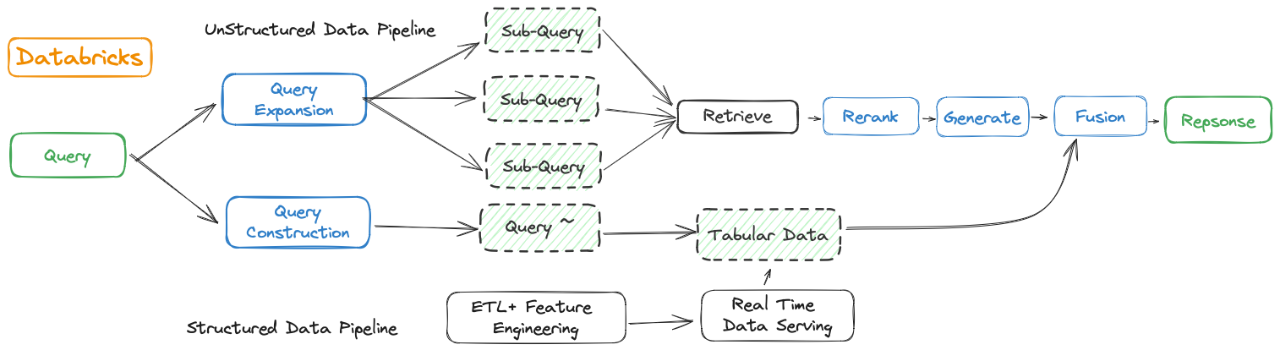 UnStructured Data Pipeline
Databricks
Query
Query
Expansion
Sub-Query
Sub-Query
Sub-Query
Retrieve
Rerank
Generate
Fusion
Repsonse
Query
Construction
Query ~
Tabular Data
ETL+ Feature
Engineering
Real Time
Data Serving
Structured Data Pipeline